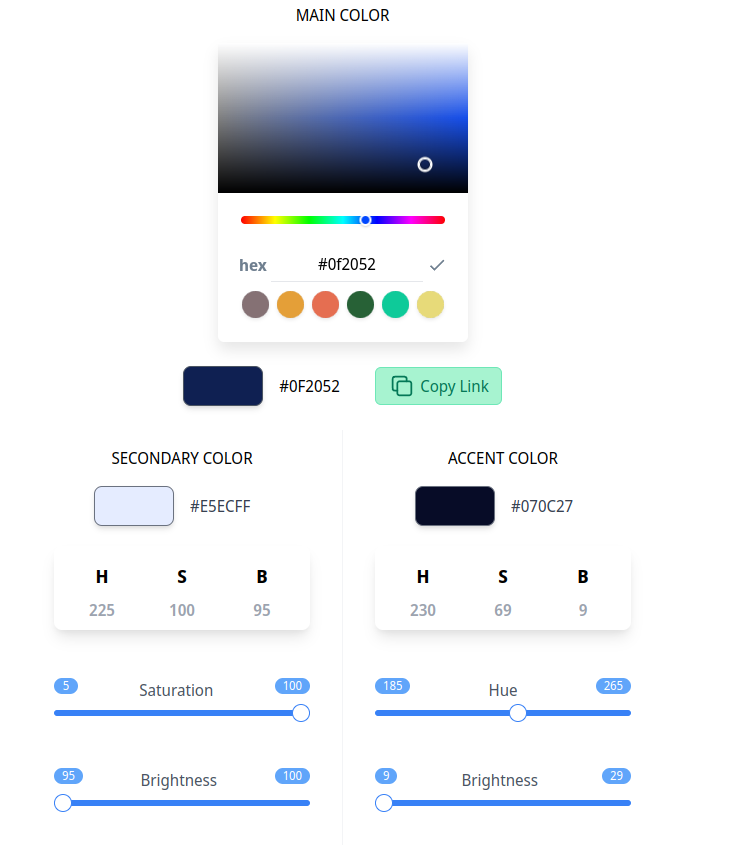 MAIN COLOR
hex #0f2052
#0F2052 Copy Link
SECONDARY COLOR
#E5ECFF
H S B
225 100 95
5 Saturation 100
95 Brightness 100
ACCENT COLOR
#070C27
H S B
230 69 9
185 Hue 265
9 Brightness 29